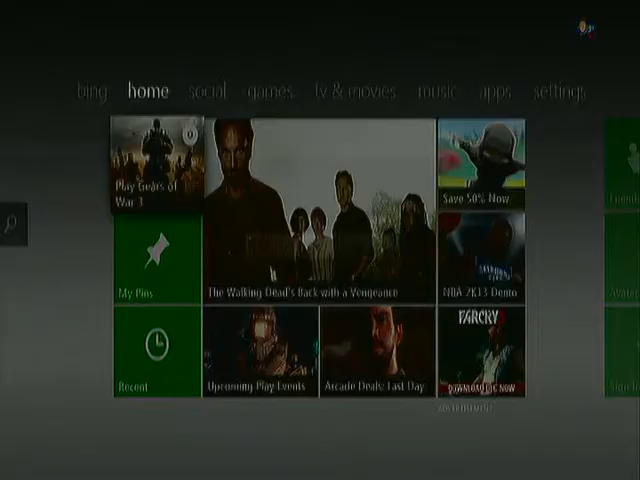 bing home social games tv & movies music apps settings
Play Gears of
War 3
Save 50% Now
My Pins
The Walking Dead's Back with a Vengeance
NBA 2K13 Demo
FARCRY
DOWNLOAD NOW
Recent
Upcoming Play Events
Arcade Deals: Last Day
ADVERTISEMENT